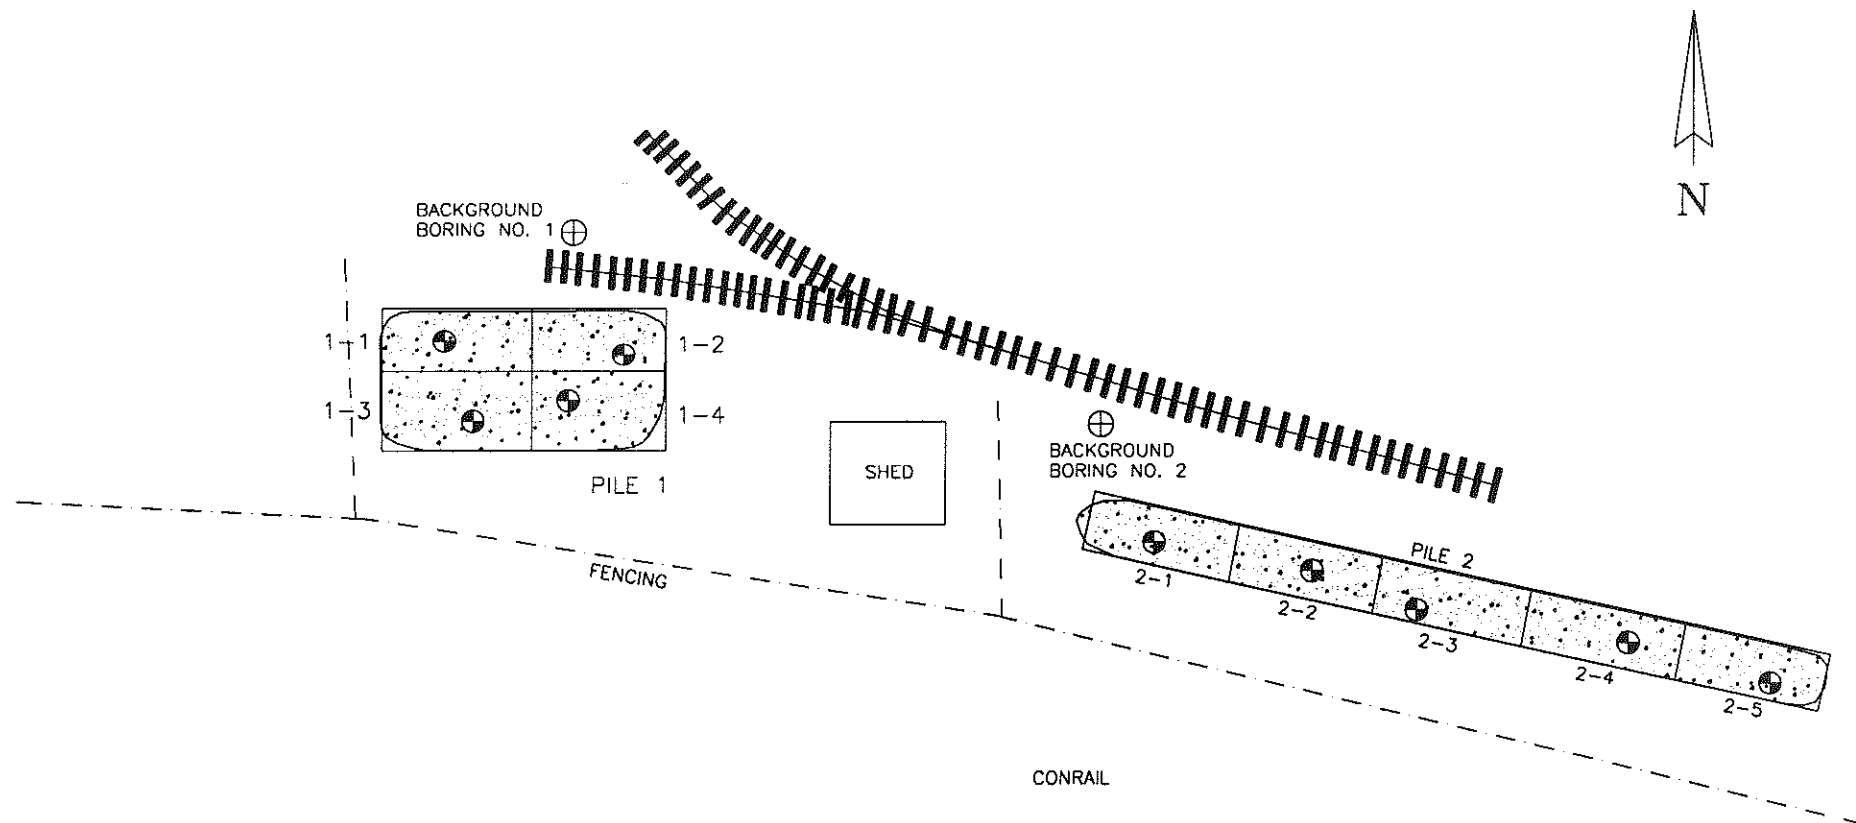 N
BACKGROUND
BORING NO. 1
1-1
1-2
1-3
1-4
PILE 1
SHED
BACKGROUND
BORING NO. 2
FENCING
PILE 2
2-1
2-2
2-3
2-4
2-5
CONRAIL